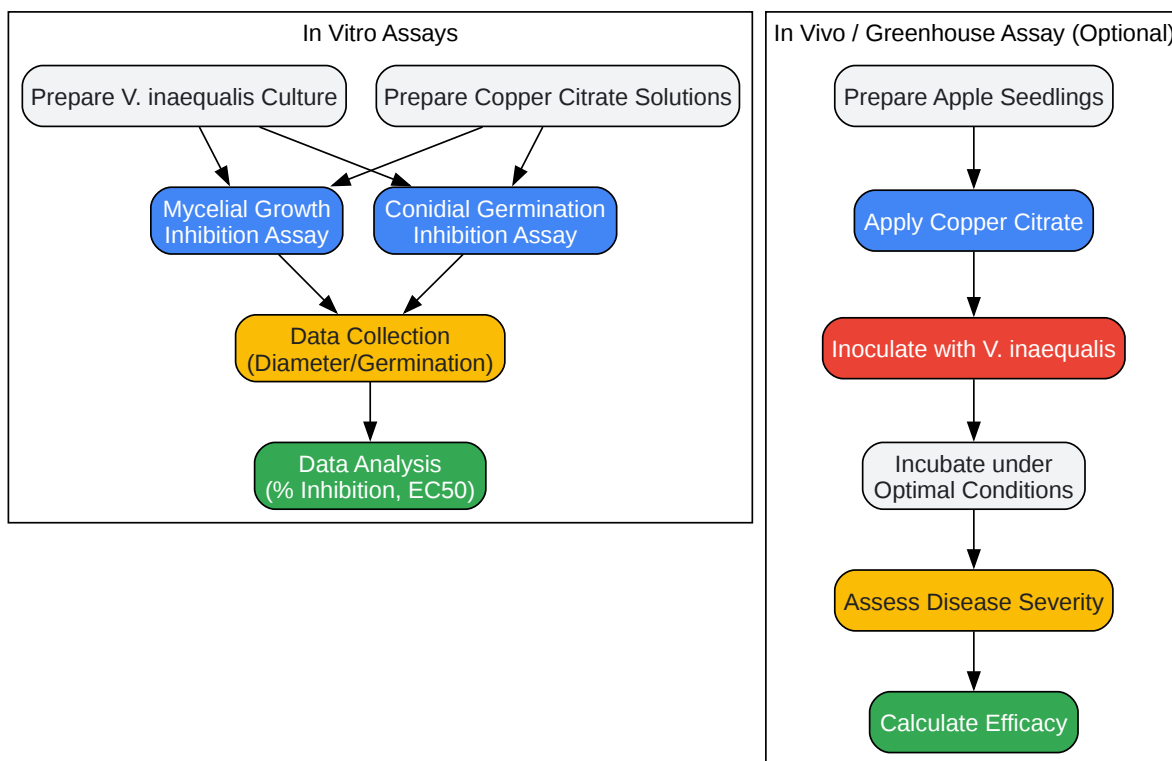 In Vitro Assays
Prepare V. inaequalis Culture
Prepare Copper Citrate Solutions
Mycelial Growth
Inhibition Assay
Conidial Germination
Inhibition Assay
Data Collection
(Diameter/Germination)
Data Analysis
(% Inhibition, EC50)
In Vivo / Greenhouse Assay (Optional)
Prepare Apple Seedlings
Apply Copper Citrate
Inoculate with V. inaequalis
Incubate under
Optimal Conditions
Assess Disease Severity
Calculate Efficacy